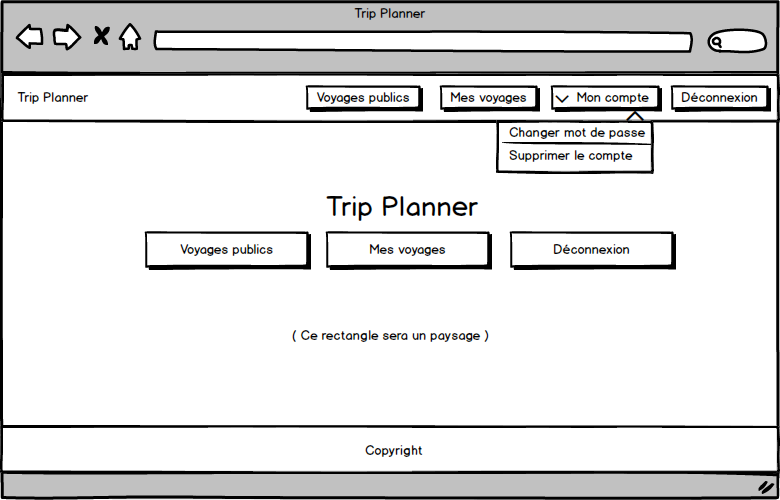 Trip Planner
Trip Planner
Voyages publics
Mes voyages
Mon compte
Déconnexion
Changer mot de passe
Supprimer le compte
Trip Planner
Voyages publics
Mes voyages
Déconnexion
( Ce rectangle sera un paysage )
Copyright